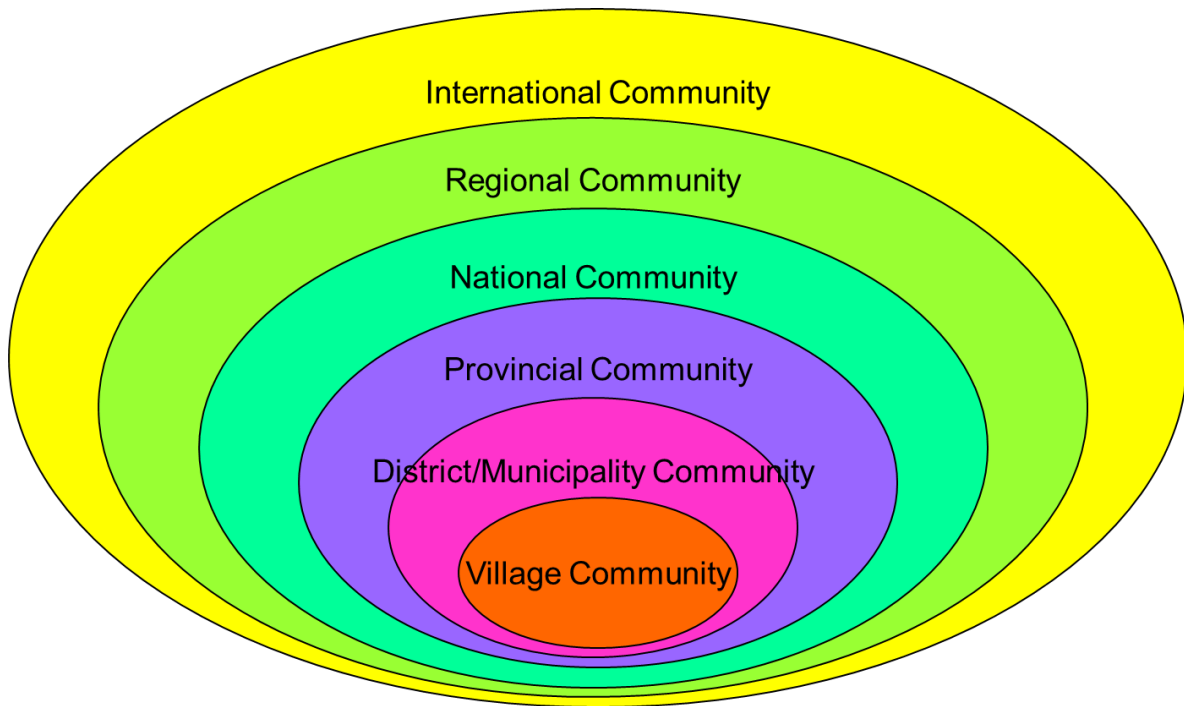 International Community
Regional Community
National Community
Provincial Community
District/Municipality Community
Village Community